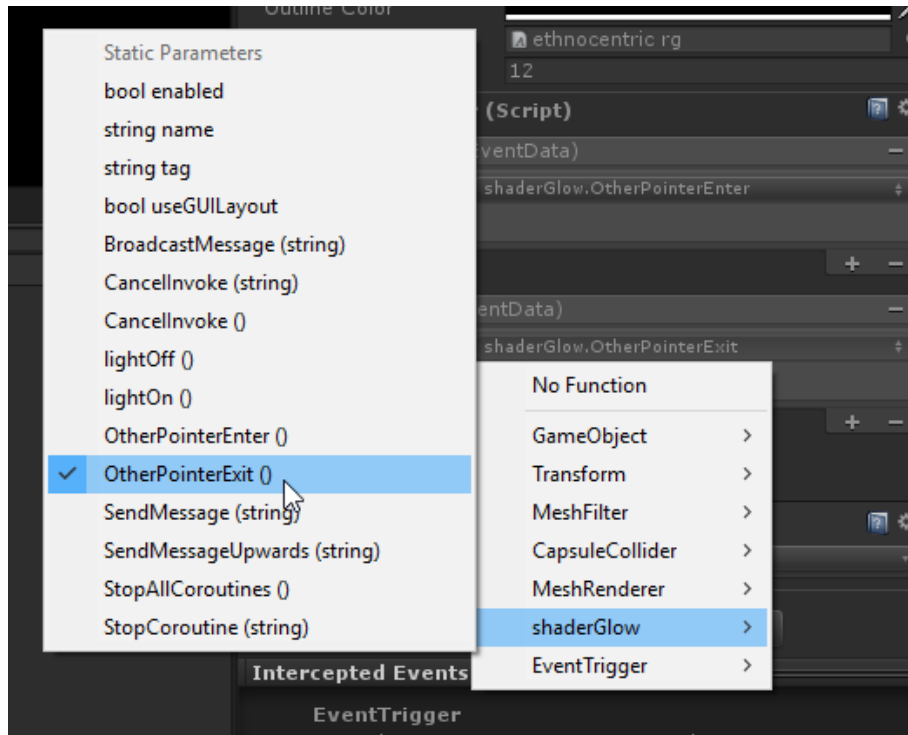 Outline Color
ethnocentric rg
12
(Script)
EventData)
shaderGlow.OtherPointerEnter
entData)
shaderGlow.OtherPointerExit
Static Parameters
bool enabled
string name
string tag
bool useGUILayout
BroadcastMessage (string)
CancelInvoke (string)
CancelInvoke ()
lightOff ()
lightOn ()
OtherPointerEnter ()
OtherPointerExit ()
SendMessage (string)
SendMessageUpwards (string)
StopAllCoroutines ()
StopCoroutine (string)
No Function
GameObject
Transform
MeshFilter
CapsuleCollider
MeshRenderer
shaderGlow
EventTrigger
Intercepted Events
EventTrigger